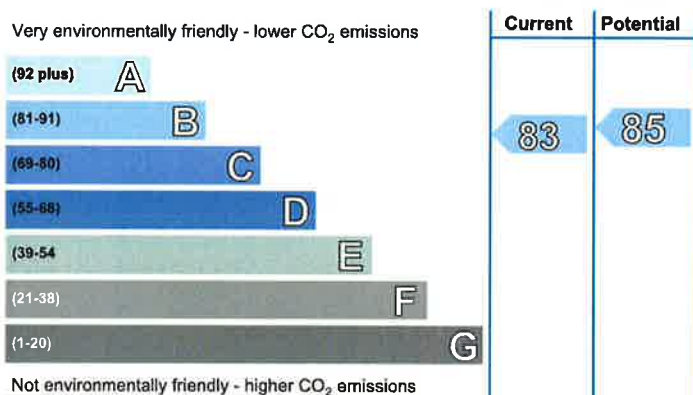 Very environmentally friendly - lower CO₂ emissions
Current
Potential
(92 plus) A
(81-91) B
(69-80) C
(55-68) D
(39-54 E
(21-38) F
(1-20) G
83
85
Not environmentally friendly - higher CO₂ emissions